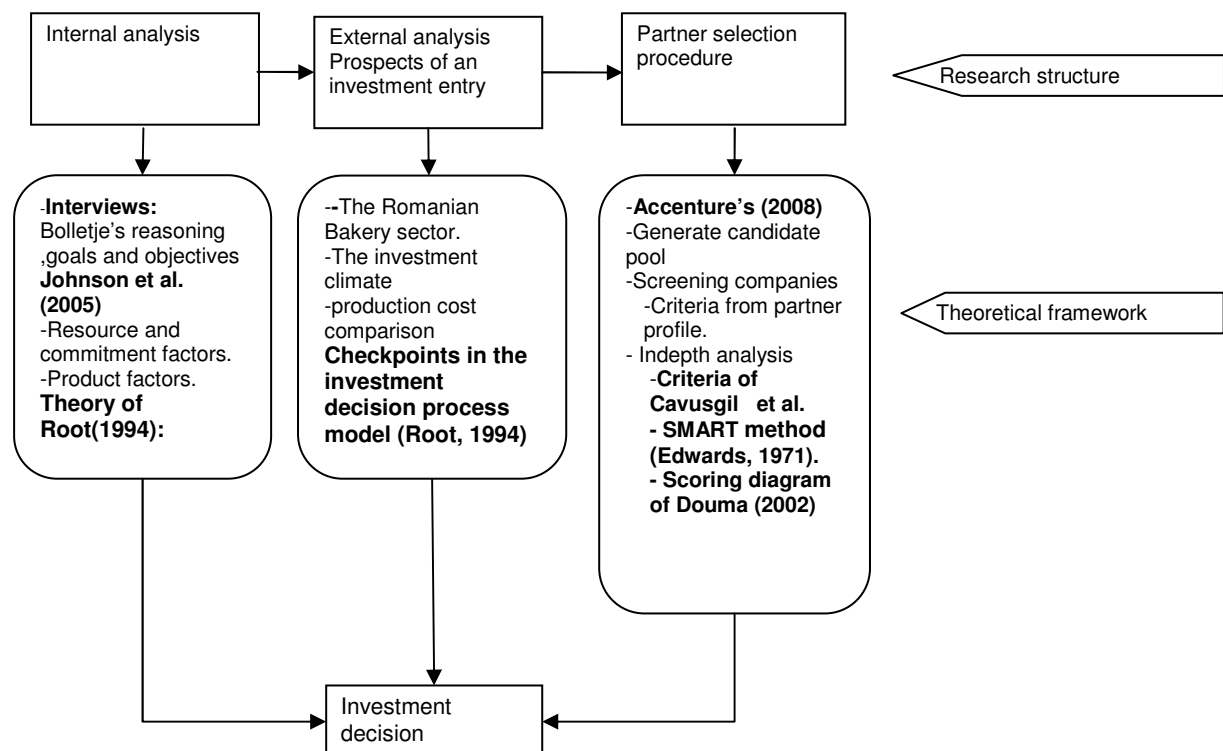 Internal analysis
External analysis
Prospects of an
investment entry
Partner selection
procedure
Research structure
-Interviews:
Bolletje’s reasoning
,goals and objectives
Johnson et al.
(2005)
-Resource and
commitment factors.
-Product factors.
Theory of
Root(1994):
--The Romanian
Bakery sector.
-The investment
climate
-production cost
comparison
Checkpoints in the
investment
decision process
model (Root, 1994)
-Accenture’s (2008)
-Generate candidate
pool
-Screening companies
-Criteria from partner
profile.
- Indepth analysis
-Criteria of
Cavusgil et al.
- SMART method
(Edwards, 1971).
- Scoring diagram
of Douma (2002)
Theoretical framework
Investment
decision